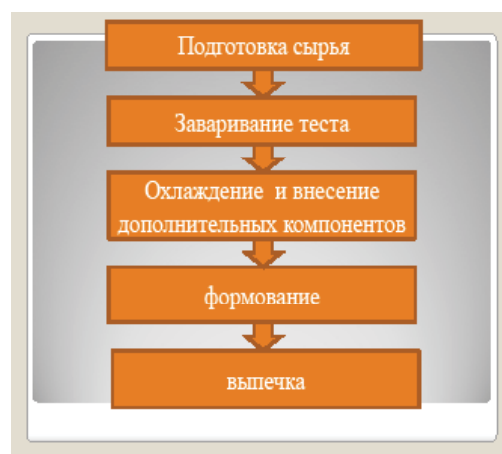 Подготовка сырья
Заваривание теста
Охлаждение и внесение
дополнительных компонентов
формование
выпечка